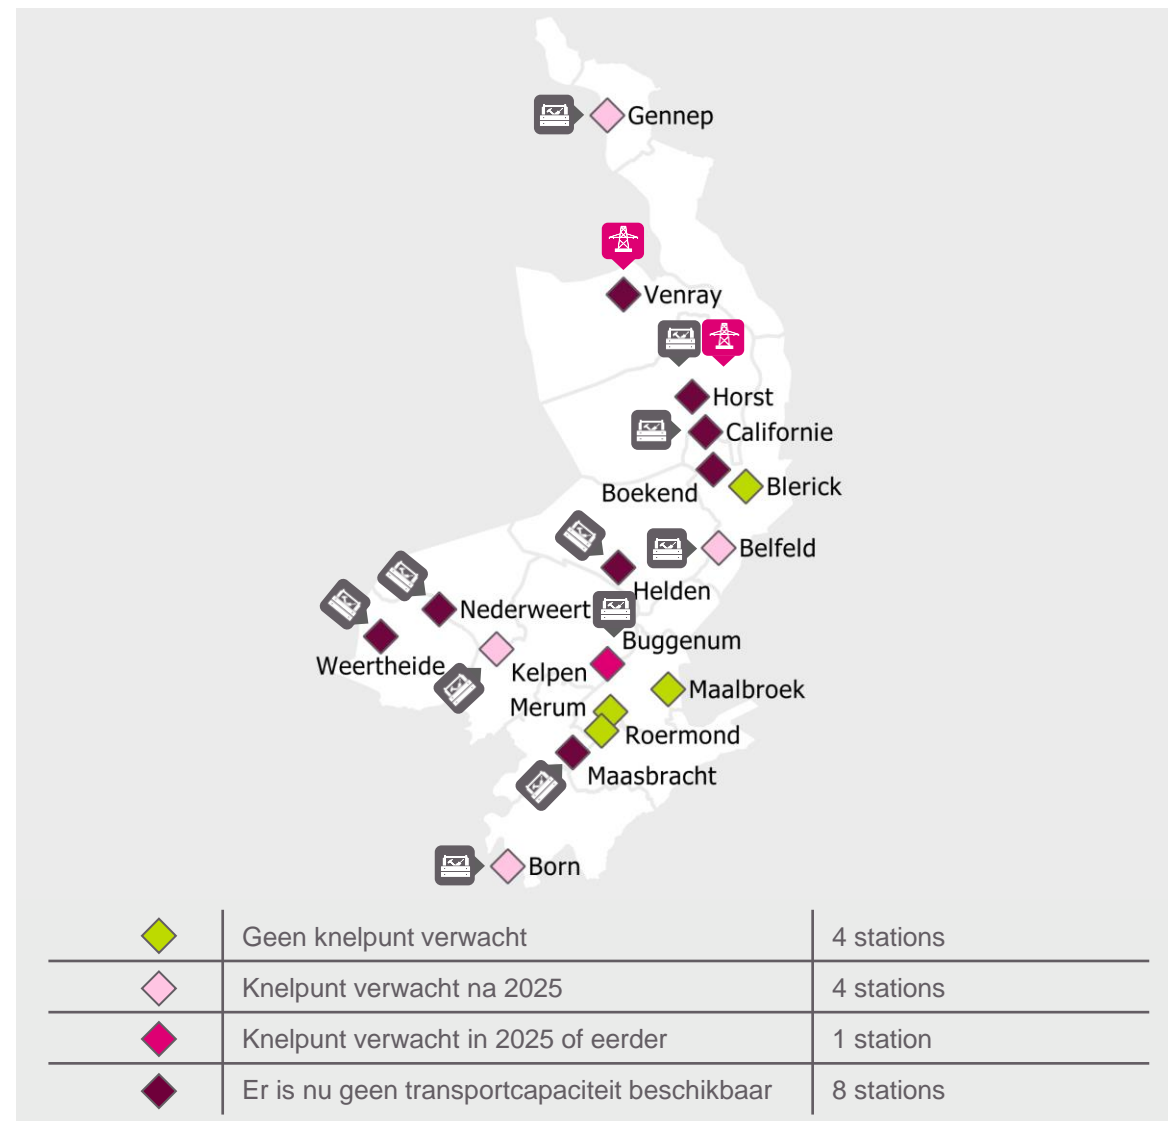 Gennep
Venray
Horst
Californie
Boekend
Blerick
Belfeld
Helden
Nederweert
Buggenum
Weertheide
Kelpen
Maalbroek
Merum
Roermond
Maasbracht
Born
Geen knelpunt verwacht 4 stations
Knelpunt verwacht na 2025 4 stations
Knelpunt verwacht in 2025 of eerder 1 station
Er is nu geen transportcapaciteit beschikbaar 8 stations